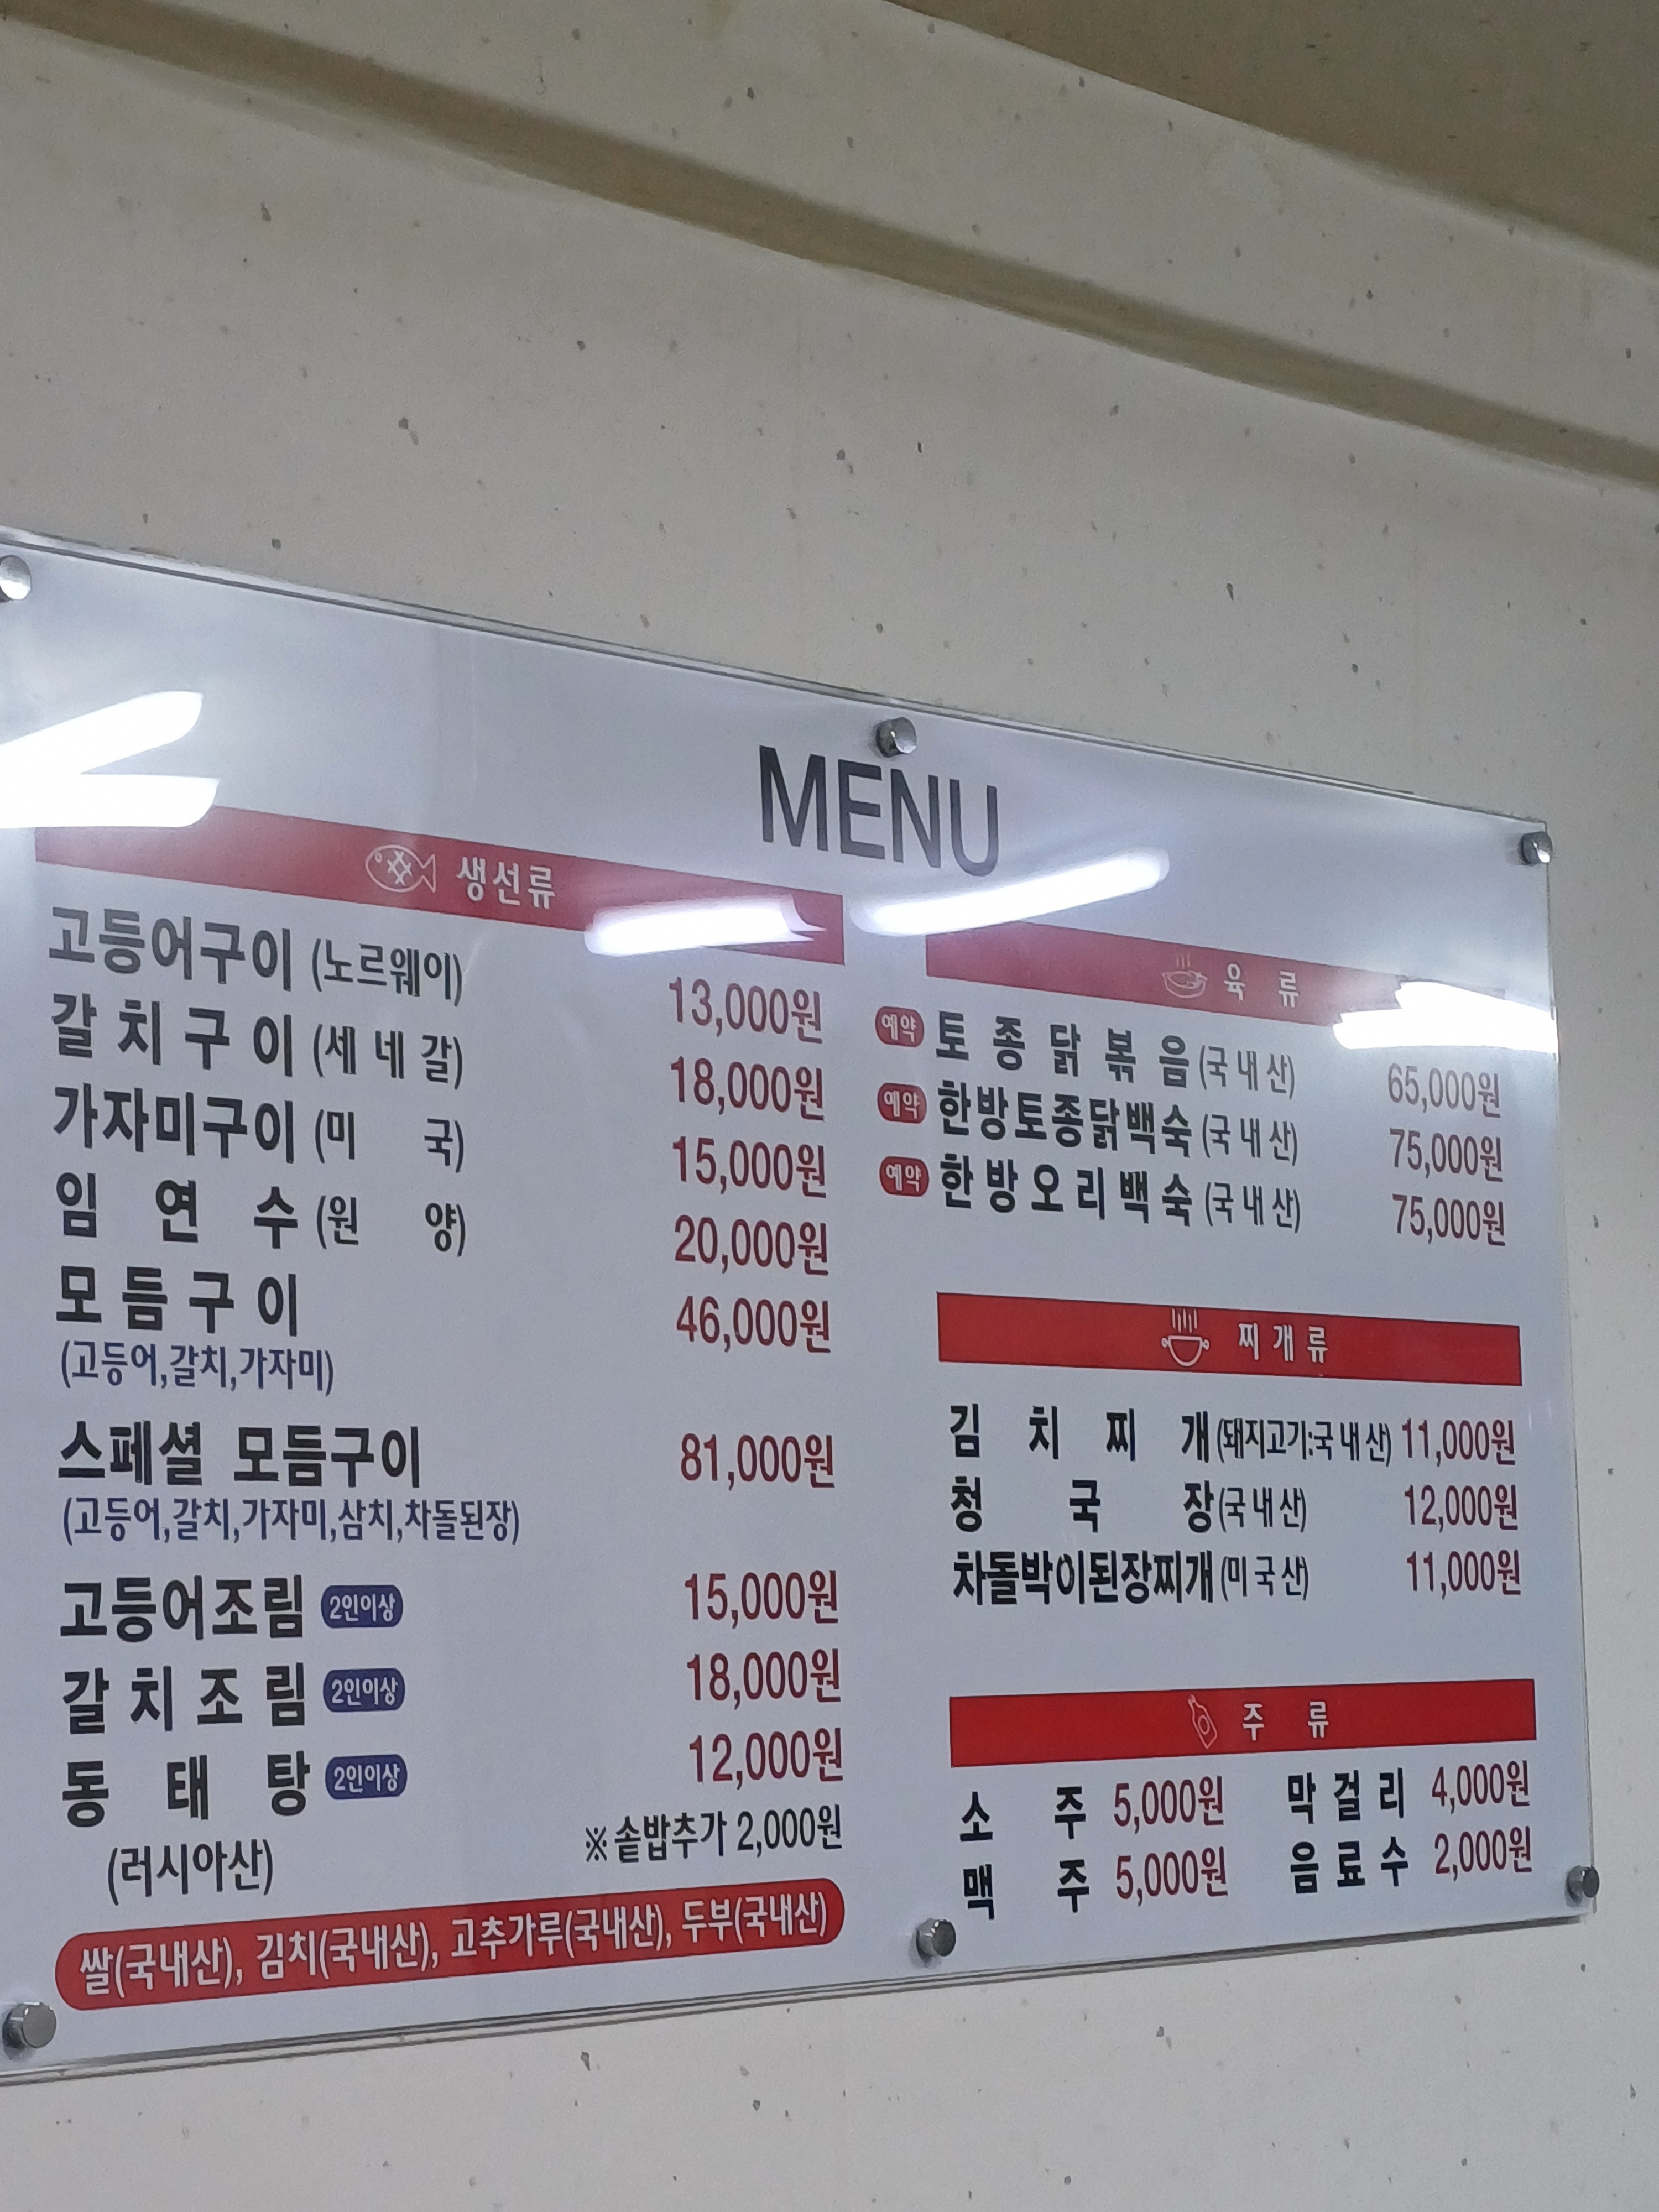 MENU
생선류
고등어구이 (노르웨이) 13,000원
갈치구이 (세네갈) 18,000원
가자미구이 (미 국) 15,000원
임연수 (원 양) 20,000원
모듬구이 46,000원
(고등어,갈치,가자미)
스페셜 모듬구이 81,000원
(고등어,갈치,가자미,삼치,차돌된장)
고등어조림 2인이상 15,000원
갈치조림 2인이상 18,000원
동태탕 2인이상 12,000원
(러시아산)
※솥밥추가 2,000원
쌀(국내산), 김치(국내산), 고추가루(국내산), 두부(국내산)
육 류
예약 토종닭볶음 (국내산) 65,000원
예약 한방토종닭백숙 (국내산) 75,000원
예약 한방오리백숙 (국내산) 75,000원
찌개류
김치찌개 (돼지고기:국내산) 11,000원
청국장 (국내산) 12,000원
차돌박이된장찌개 (미국산) 11,000원
주 류
소 주 5,000원 막걸리 4,000원
맥 주 5,000원 음료수 2,000원